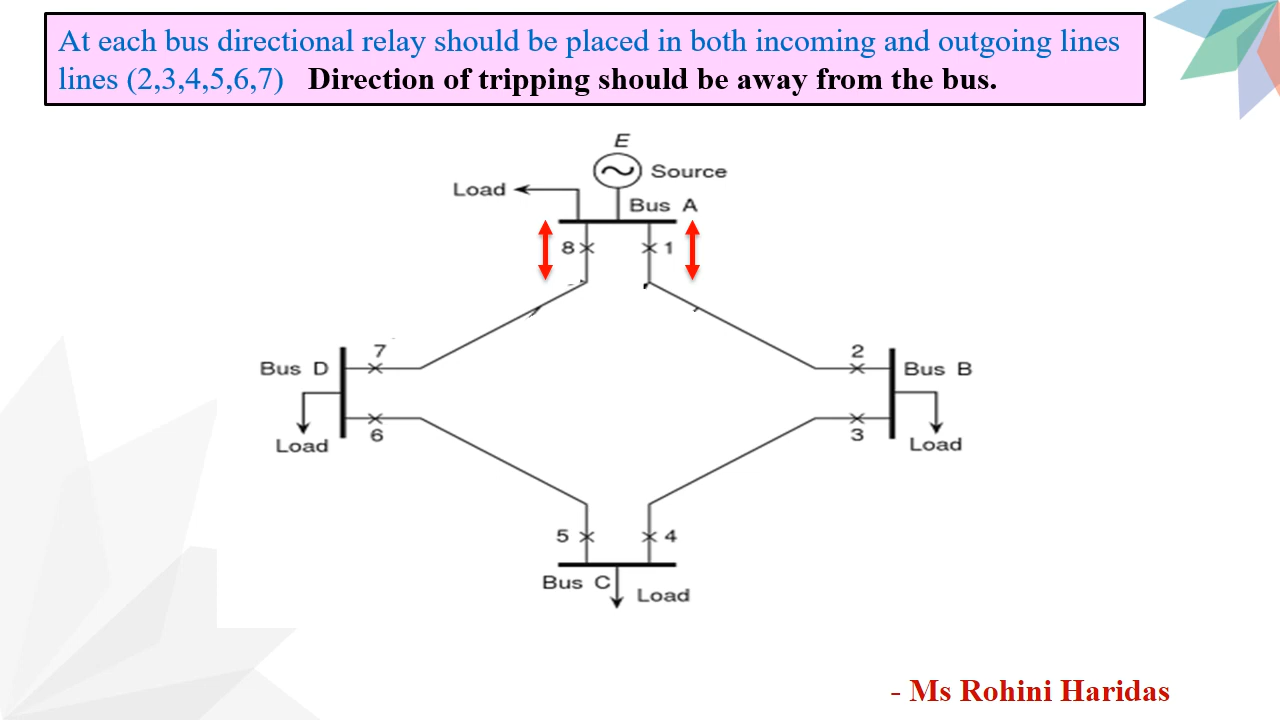 At each bus directional relay should be placed in both incoming and outgoing lines
lines (2,3,4,5,6,7) Direction of tripping should be away from the bus.
E
Source
Load
Bus A
8
1
7
2
Bus D
Bus B
6
3
Load
Load
5
4
Bus C
Load
- Ms Rohini Haridas